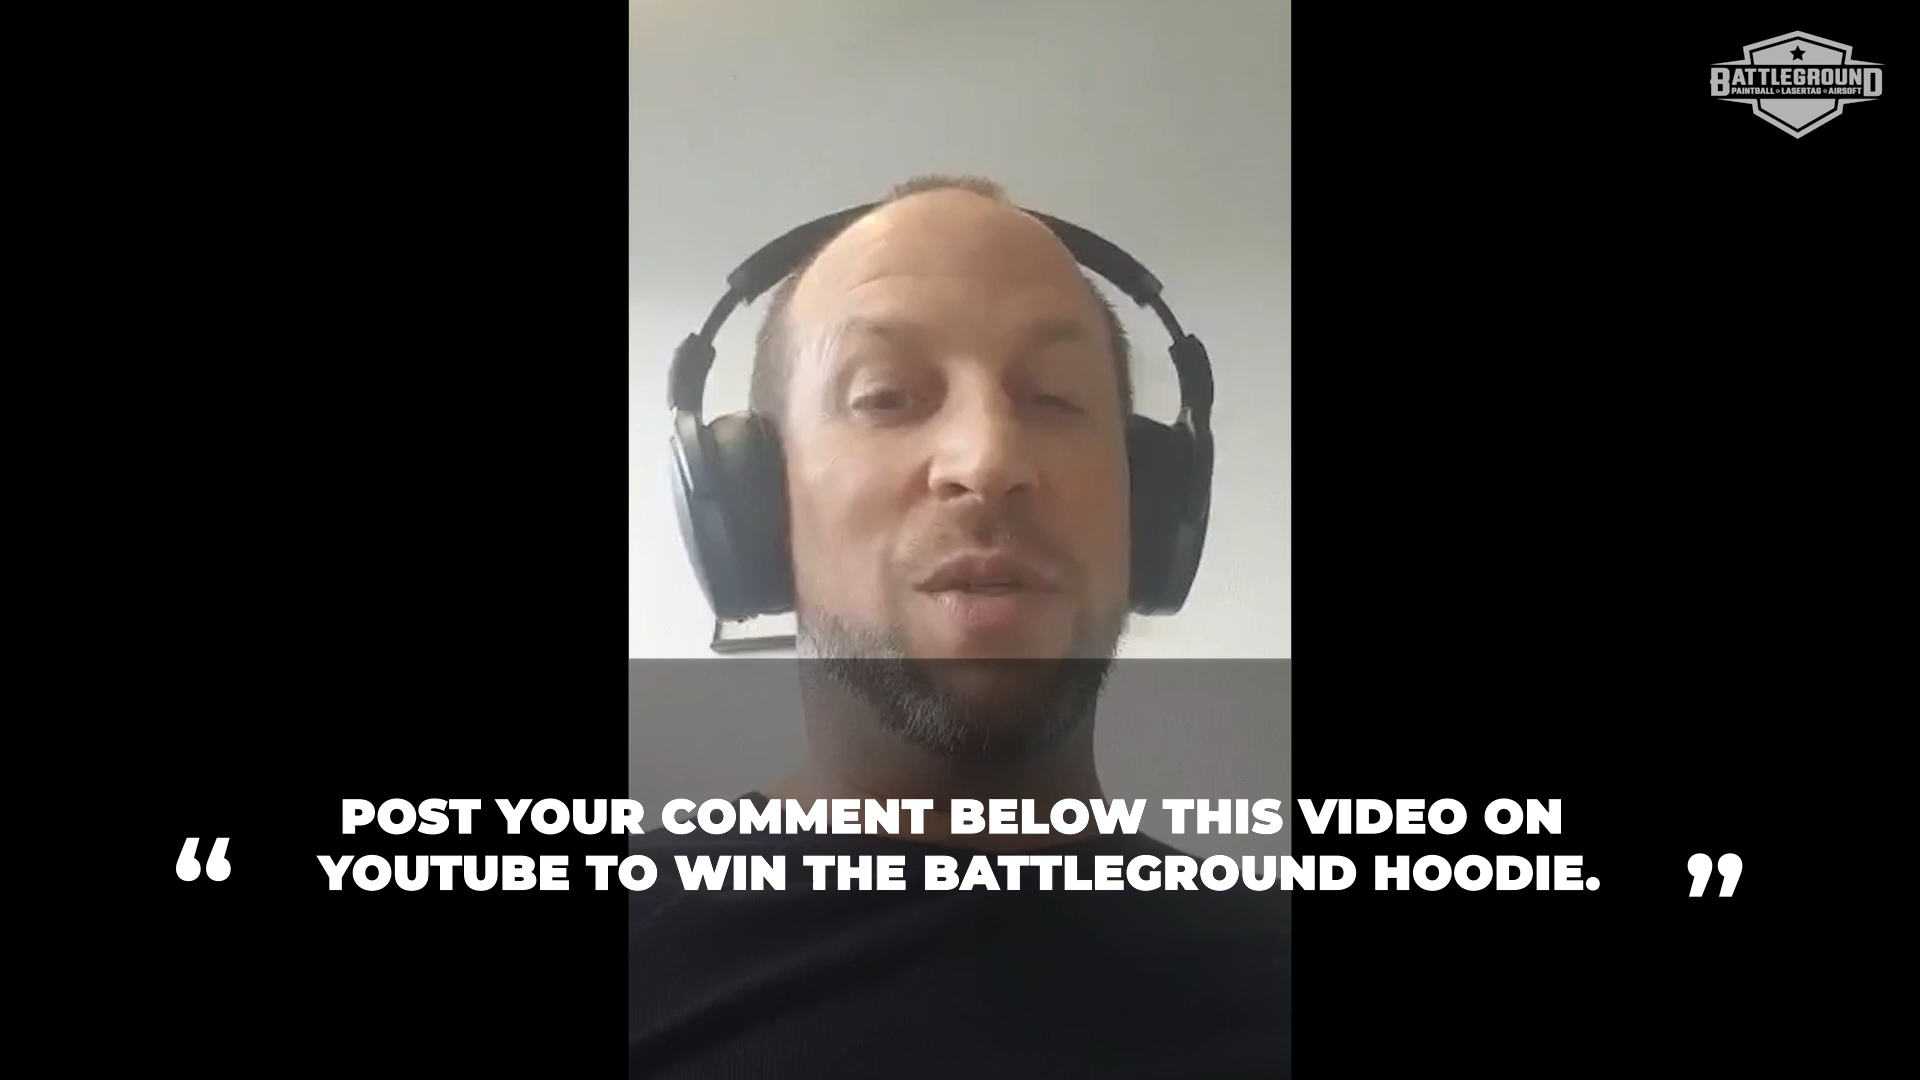 BATTLEGROUND
PAINTBALL ★ LASERTAG ★ AIRSOFT
“ POST YOUR COMMENT BELOW THIS VIDEO ON
YOUTUBE TO WIN THE BATTLEGROUND HOODIE. ”